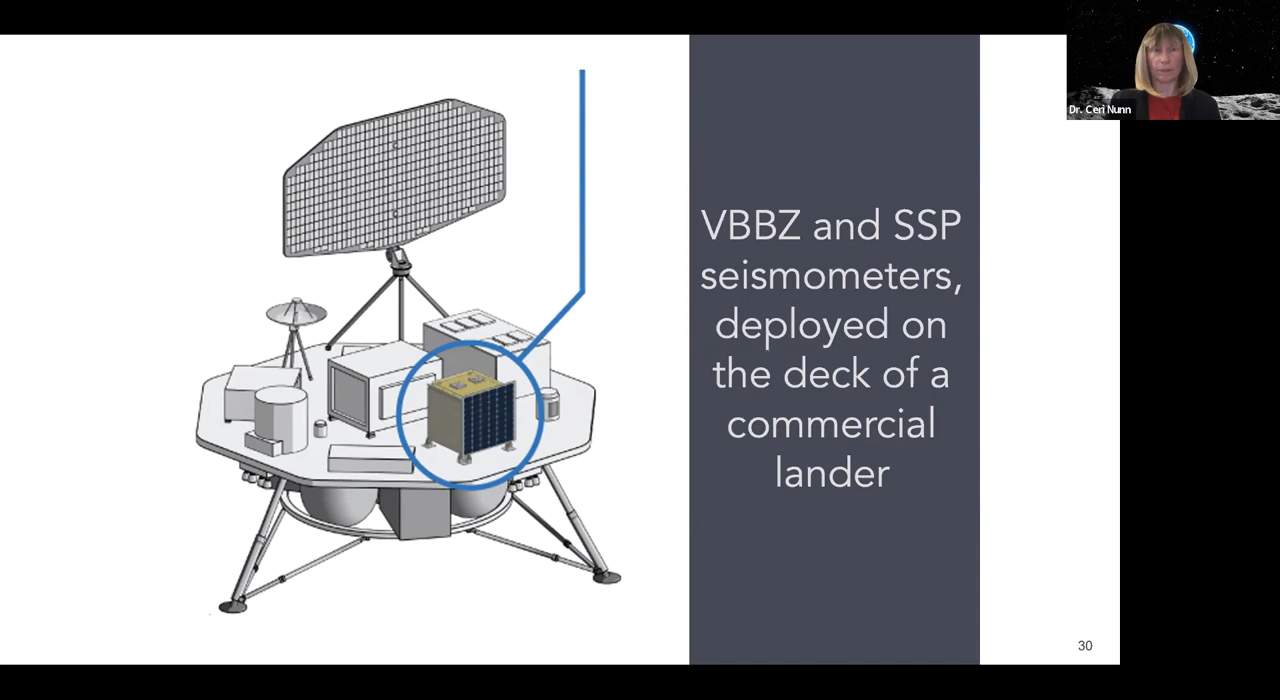 Dr. Ceri Nunn
VBBZ and SSP
seismometers,
deployed on
the deck of a
commercial
lander
30